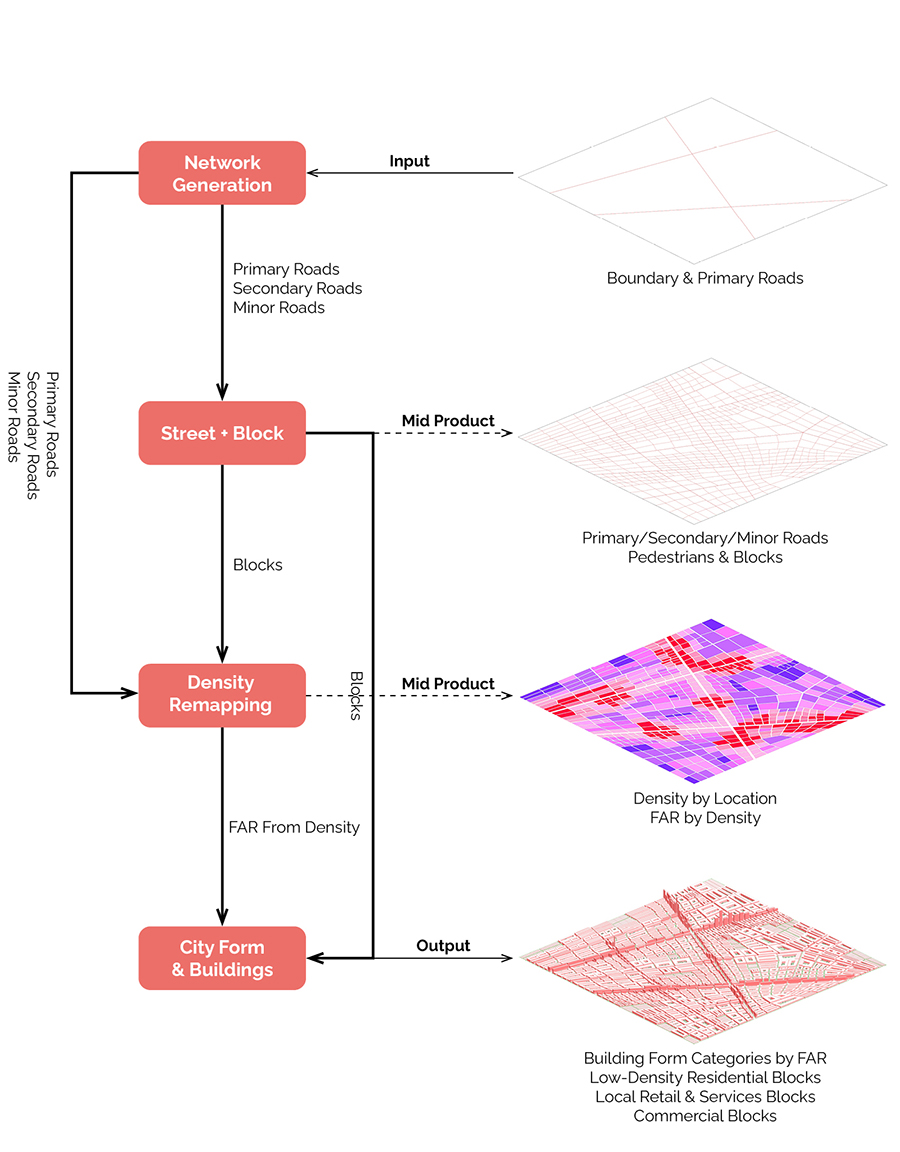 Network
Generation
Input
Boundary & Primary Roads
Primary Roads
Secondary Roads
Minor Roads
Primary Roads
Secondary Roads
Minor Roads
Street + Block
Mid Product
Primary/Secondary/Minor Roads
Pedestrians & Blocks
Blocks
Blocks
Density
Remapping
Mid Product
Density by Location
FAR by Density
FAR From Density
City Form
& Buildings
Output
Building Form Categories by FAR
Low-Density Residential Blocks
Local Retail & Services Blocks
Commercial Blocks